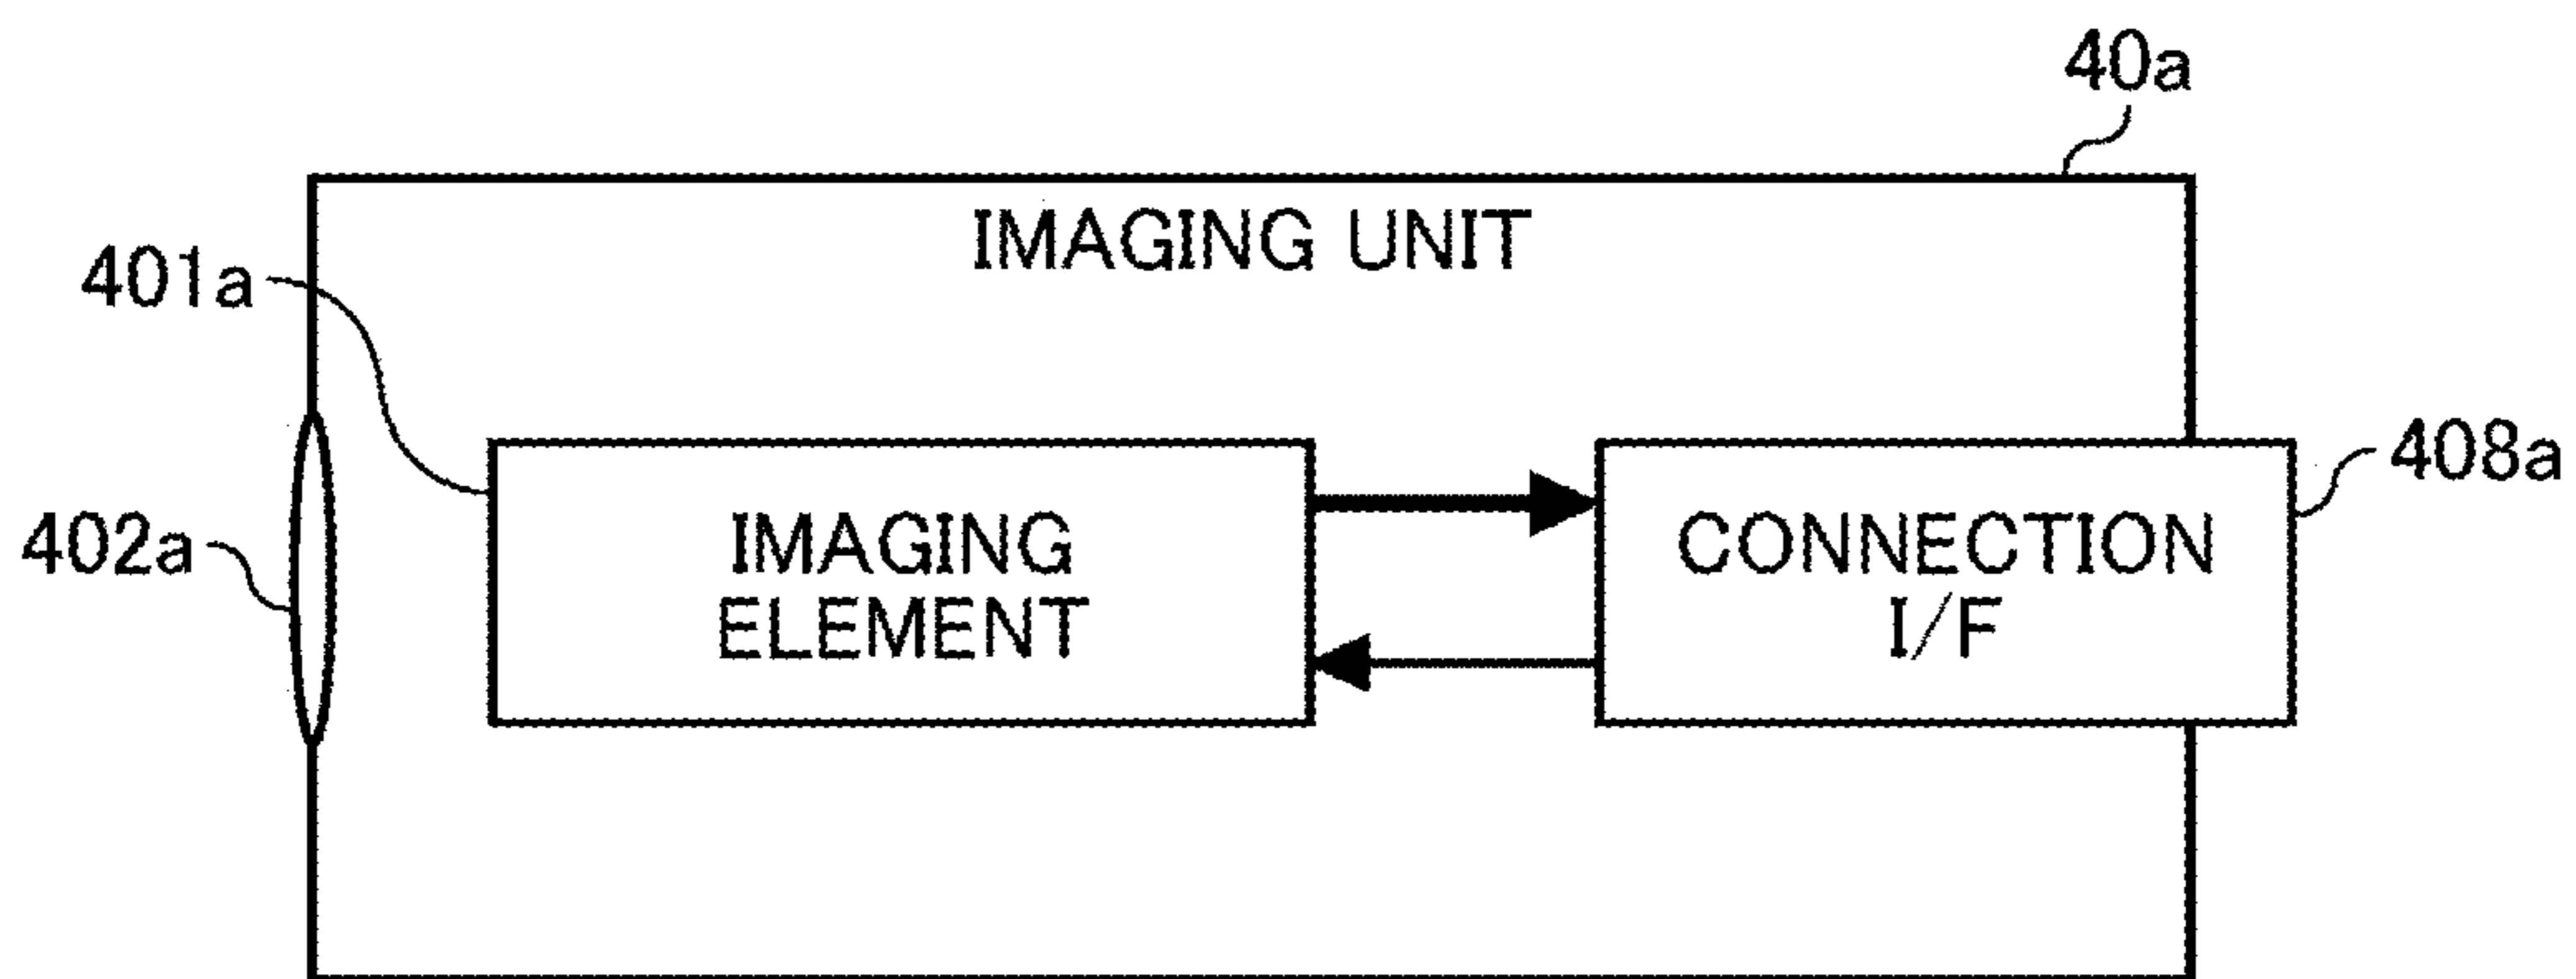 40a
IMAGING UNIT
401a
408a
402a
IMAGING
ELEMENT
CONNECTION
I/F